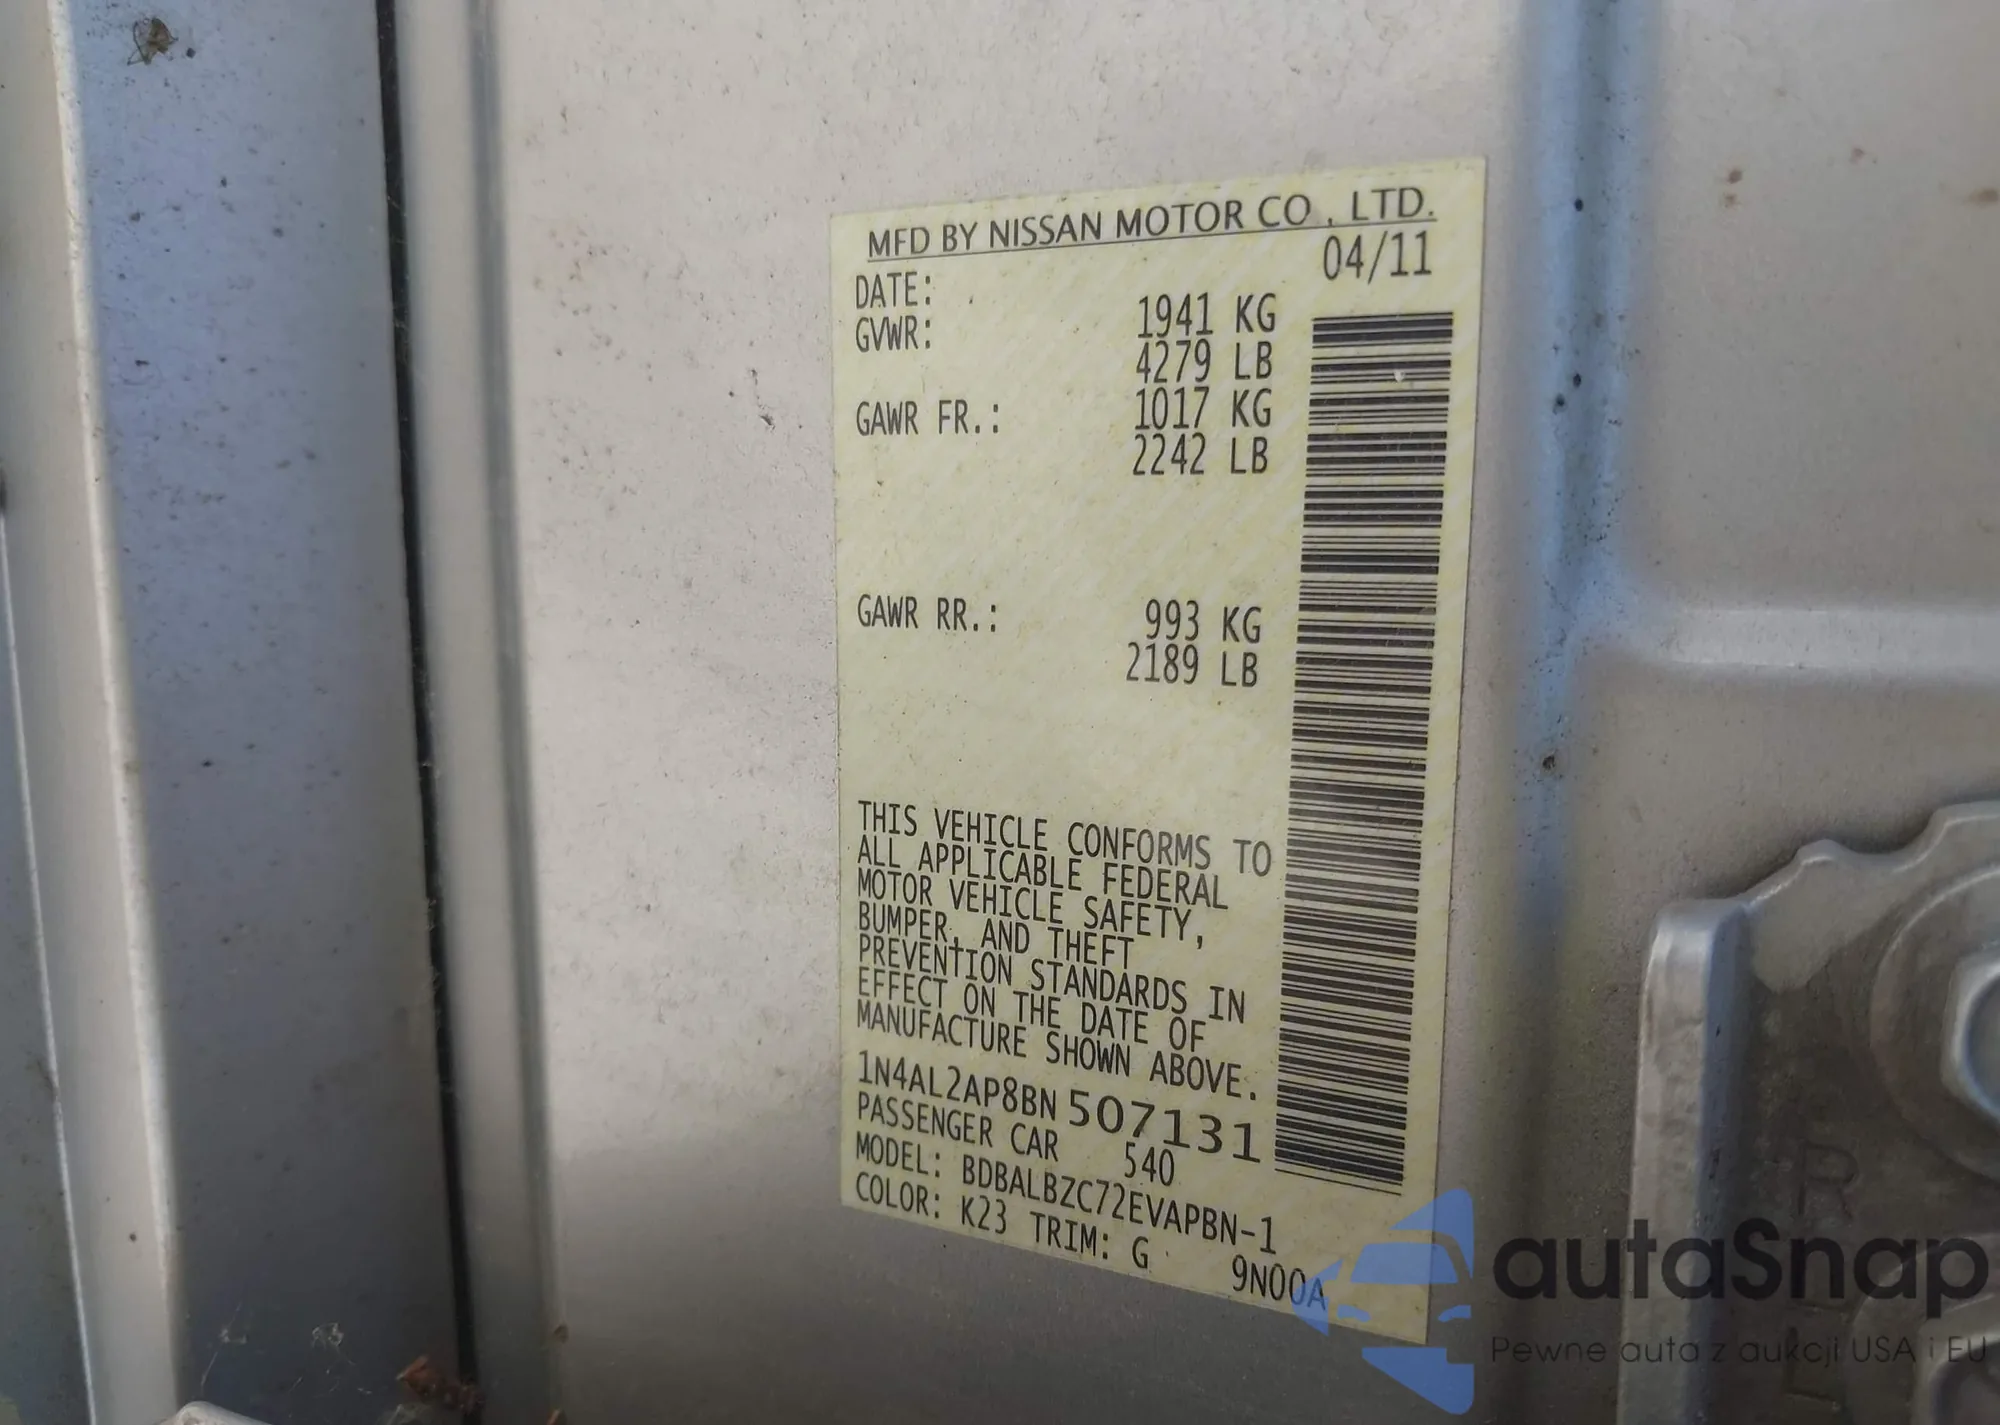 MFD BY NISSAN MOTOR CO., LTD.
DATE: 04/11
GVWR: 1941 KG
4279 LB
GAWR FR.: 1017 KG
2242 LB
GAWR RR.: 993 KG
2189 LB
THIS VEHICLE CONFORMS TO
ALL APPLICABLE FEDERAL
MOTOR VEHICLE SAFETY,
BUMPER, AND THEFT
PREVENTION STANDARDS IN
EFFECT ON THE DATE OF
MANUFACTURE SHOWN ABOVE.
1N4AL2AP8BN 507131
PASSENGER CAR 540
MODEL: BDBALBZC72EVAPBN-1
COLOR: K23 TRIM: G 9N00A
autaSnap
Pewne auta z aukcji USA i EU